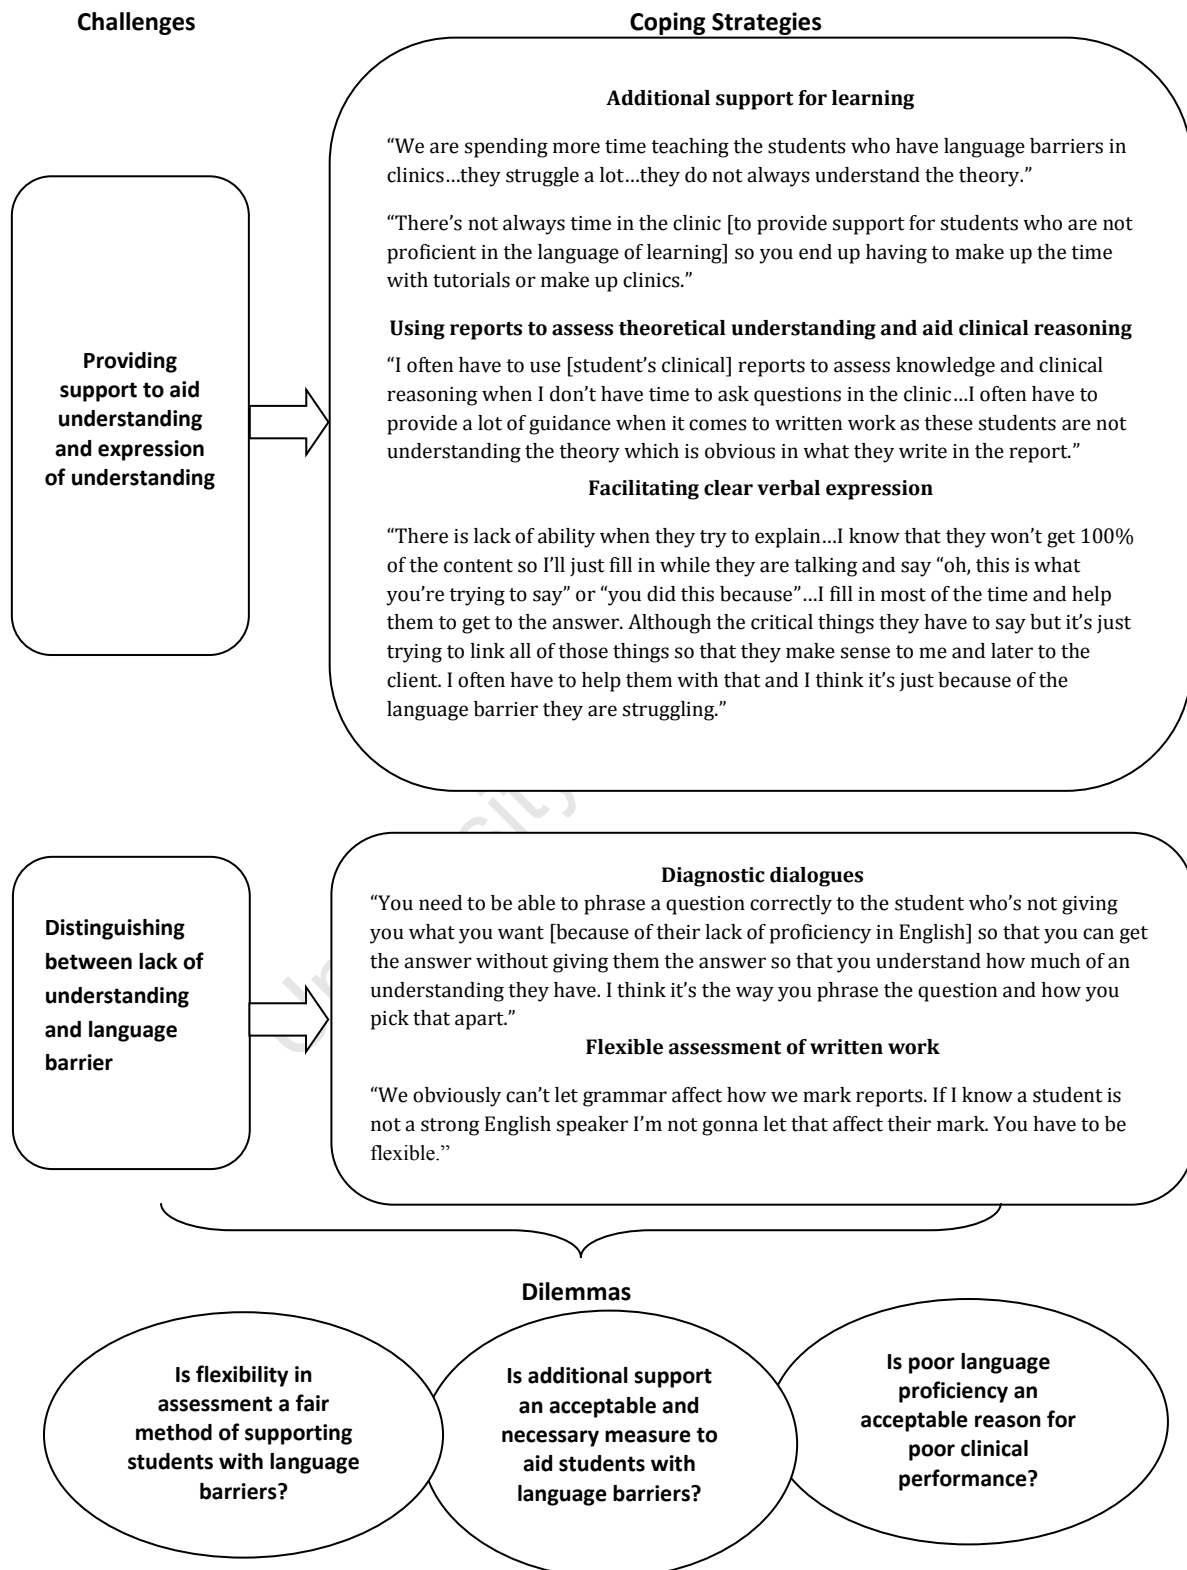 Challenges
Coping Strategies
Additional support for learning
“We are spending more time teaching the students who have language barriers in
clinics…they struggle a lot…they do not always understand the theory.”
“There’s not always time in the clinic [to provide support for students who are not
proficient in the language of learning] so you end up having to make up the time
with tutorials or make up clinics.”
Using reports to assess theoretical understanding and aid clinical reasoning
“I often have to use [student’s clinical] reports to assess knowledge and clinical
reasoning when I don’t have time to ask questions in the clinic…I often have to
provide a lot of guidance when it comes to written work as these students are not
understanding the theory which is obvious in what they write in the report.”
Facilitating clear verbal expression
“There is lack of ability when they try to explain…I know that they won’t get 100%
of the content so I’ll just fill in while they are talking and say “oh, this is what
you’re trying to say” or “you did this because”…I fill in most of the time and help
them to get to the answer. Although the critical things they have to say but it’s just
trying to link all of those things so that they make sense to me and later to the
client. I often have to help them with that and I think it’s just because of the
language barrier they are struggling.”
Providing
support to aid
understanding
and expression
of understanding
Distinguishing
between lack of
understanding
and language
barrier
Diagnostic dialogues
“You need to be able to phrase a question correctly to the student who’s not giving
you what you want [because of their lack of proficiency in English] so that you can get
the answer without giving them the answer so that you understand how much of an
understanding they have. I think it’s the way you phrase the question and how you
pick that apart.”
Flexible assessment of written work
“We obviously can’t let grammar affect how we mark reports. If I know a student is
not a strong English speaker I’m not gonna let that affect their mark. You have to be
flexible.”
Dilemmas
Is flexibility in
assessment a fair
method of supporting
students with language
barriers?
Is additional support
an acceptable and
necessary measure to
aid students with
language barriers?
Is poor language
proficiency an
acceptable reason for
poor clinical
performance?